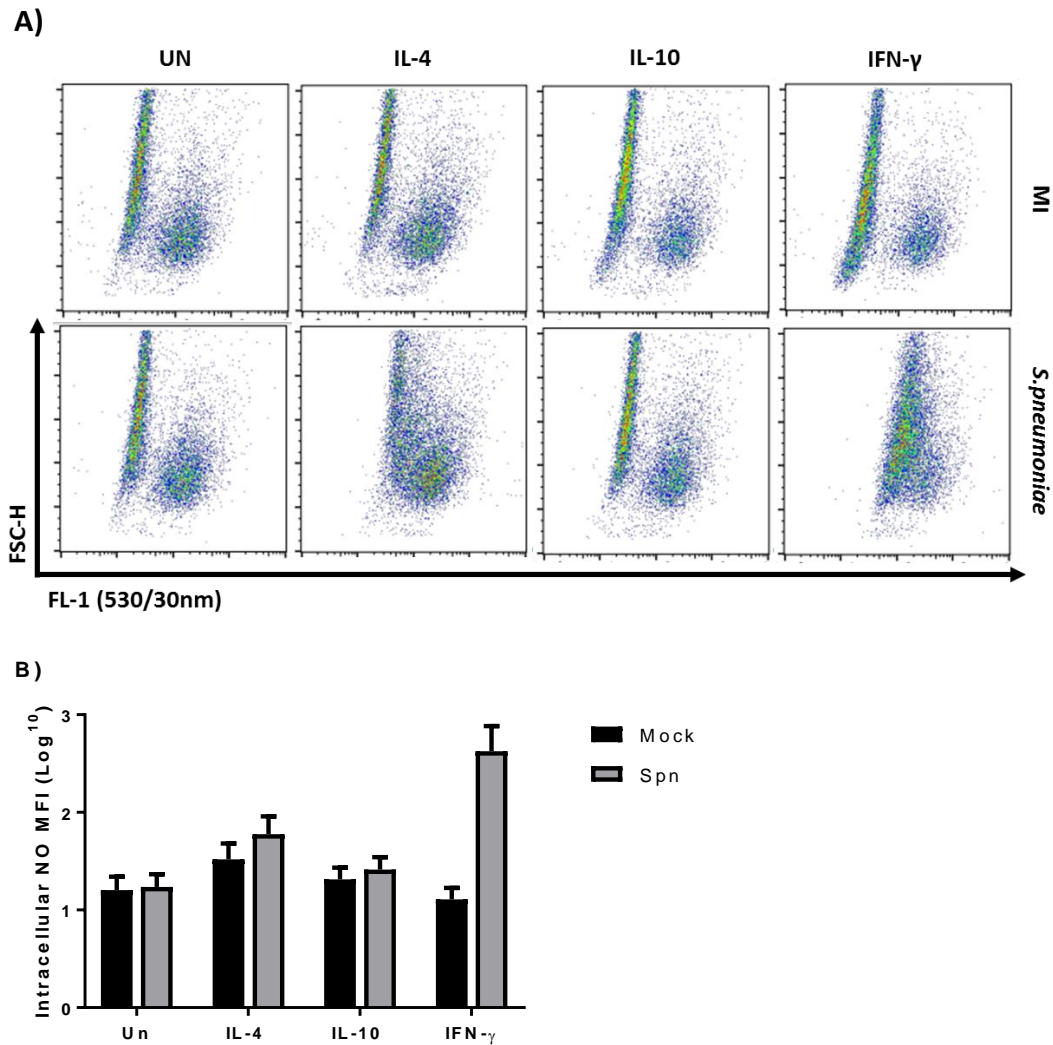 A)
UN IL-4 IL-10 IFN-γ
MI
S.pneumoniae
FSC-H
FL-1 (530/30nm)
B)
Intracellular NO MFI (Log10)
3
2
1
0
Un IL-4 IL-10 IFN-γ
Mock
Spn